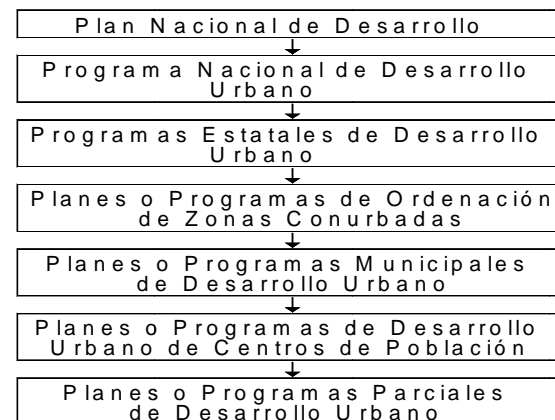 Plan Nacional de Desarrollo
Programa Nacional de Desarrollo
Urbano
Programas Estatales de Desarrollo
Urbano
Planes o Programas de Ordenación
de Zonas Conurbadas
Planes o Programas Municipales
de Desarrollo Urbano
Planes o Programas de Desarrollo
Urbano de Centros de Población
Planes o Programas Parciales
de Desarrollo Urbano